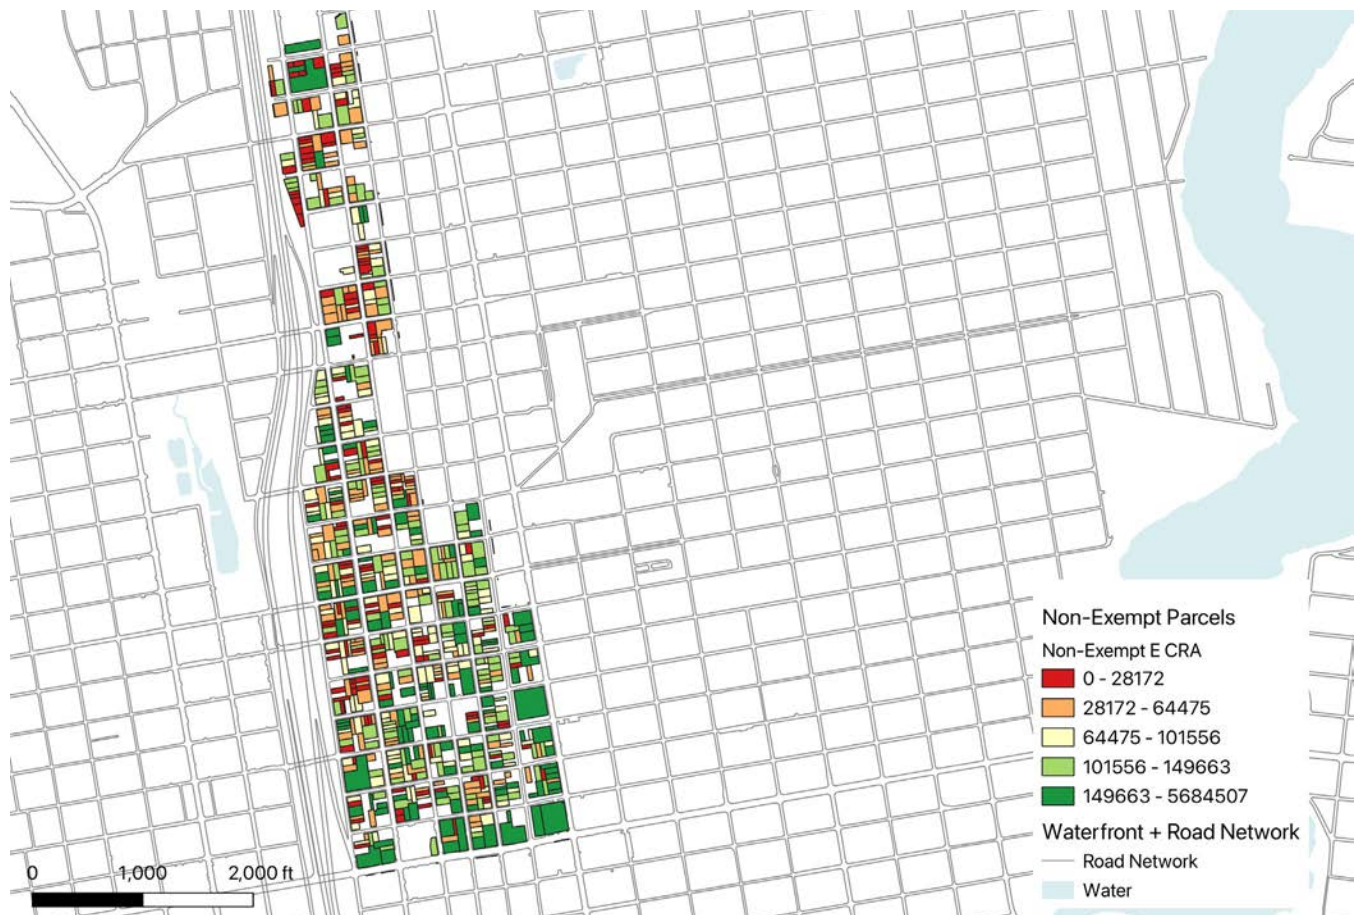 Non-Exempt Parcels
Non-Exempt E CRA
0 - 28172
28172 - 64475
64475 - 101556
101556 - 149663
149663 - 5684507
Waterfront + Road Network
Road Network
Water
0 1,000 2,000 ft